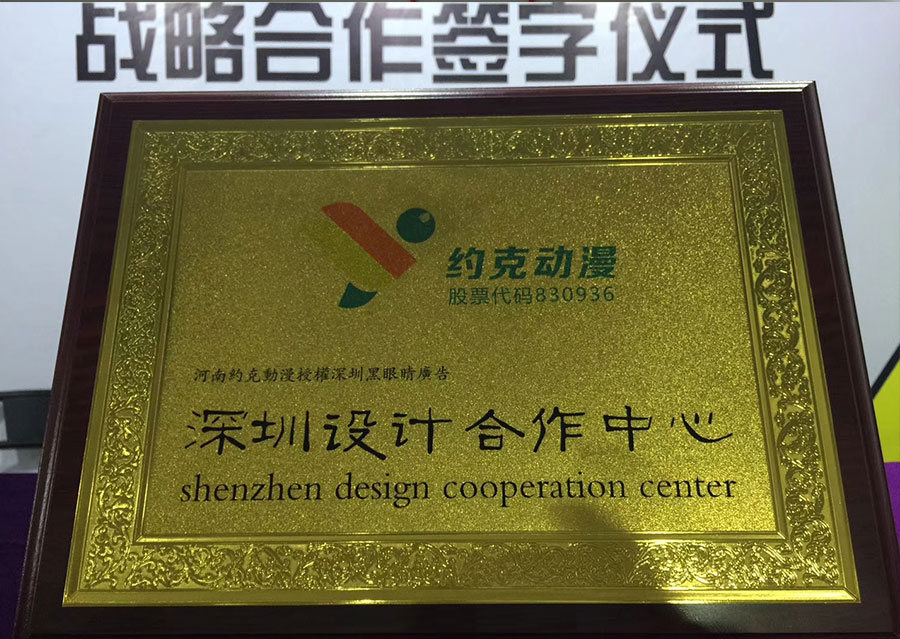 战略合作签字仪式
约克动漫
股票代码830936
河南約克動漫授權深圳黑眼睛廣告
深圳设计合作中心
shenzhen design cooperation center